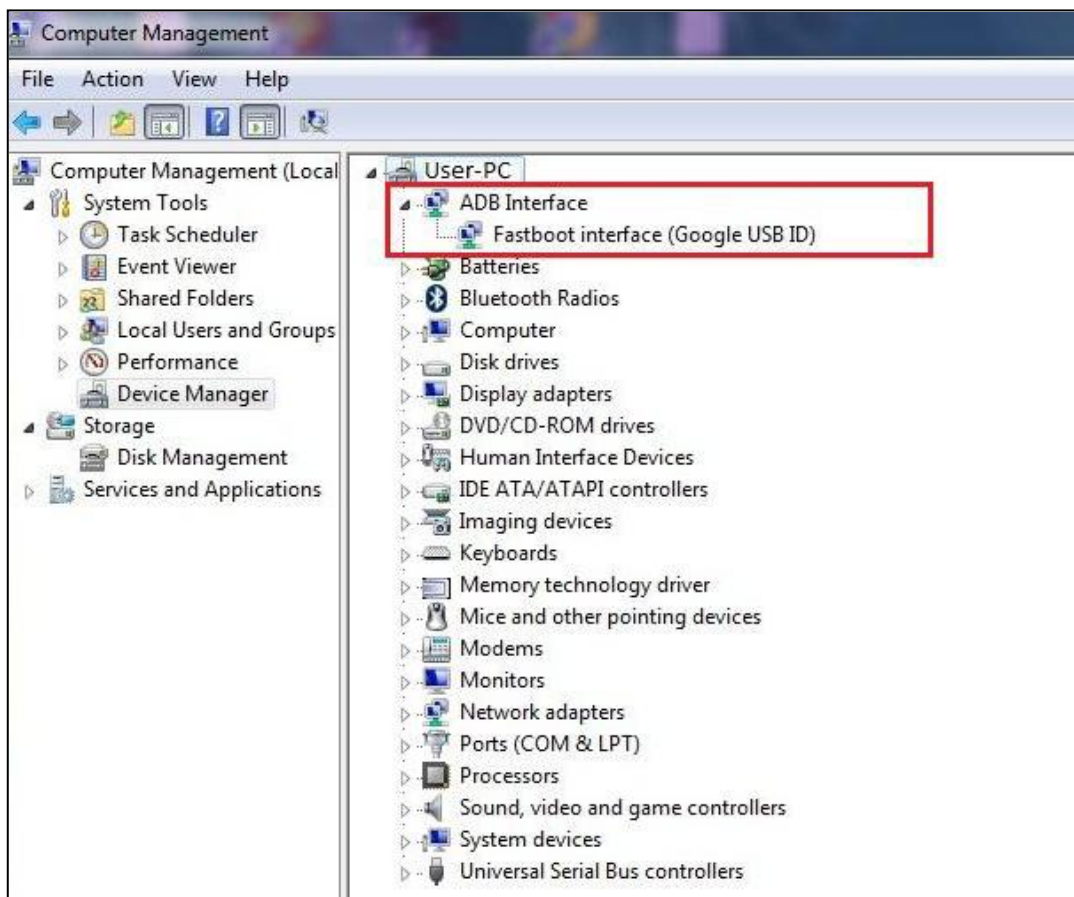 Computer Management
File Action View Help
Computer Management (Local
System Tools
Task Scheduler
Event Viewer
Shared Folders
Local Users and Groups
Performance
Device Manager
Storage
Disk Management
Services and Applications
User-PC
ADB Interface
Fastboot interface (Google USB ID)
Batteries
Bluetooth Radios
Computer
Disk drives
Display adapters
DVD/CD-ROM drives
Human Interface Devices
IDE ATA/ATAPI controllers
Imaging devices
Keyboards
Memory technology driver
Mice and other pointing devices
Modems
Monitors
Network adapters
Ports (COM & LPT)
Processors
Sound, video and game controllers
System devices
Universal Serial Bus controllers